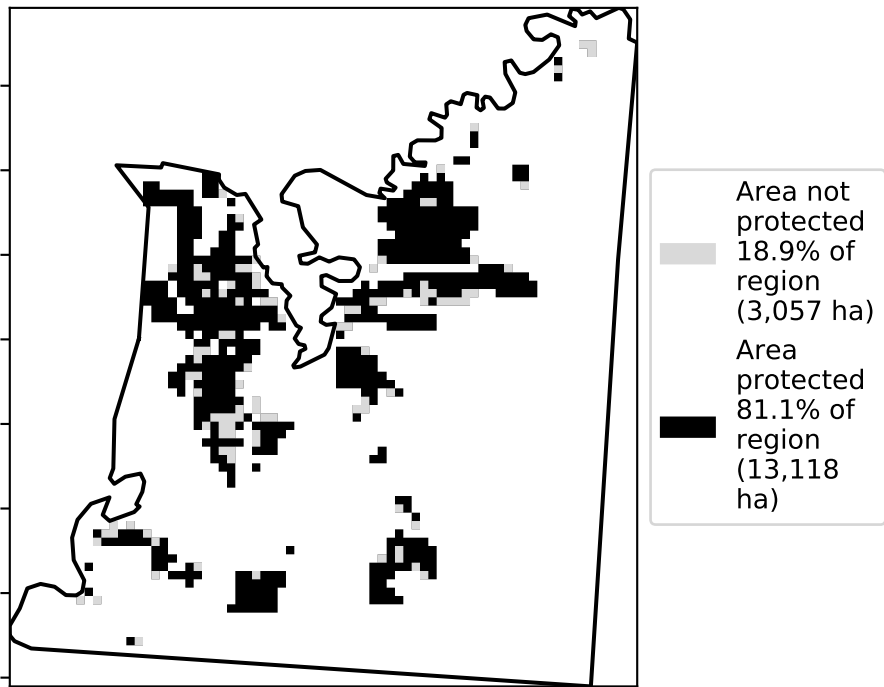 Area not
protected
18.9% of
region
(3,057 ha)
Area
protected
81.1% of
region
(13,118
ha)